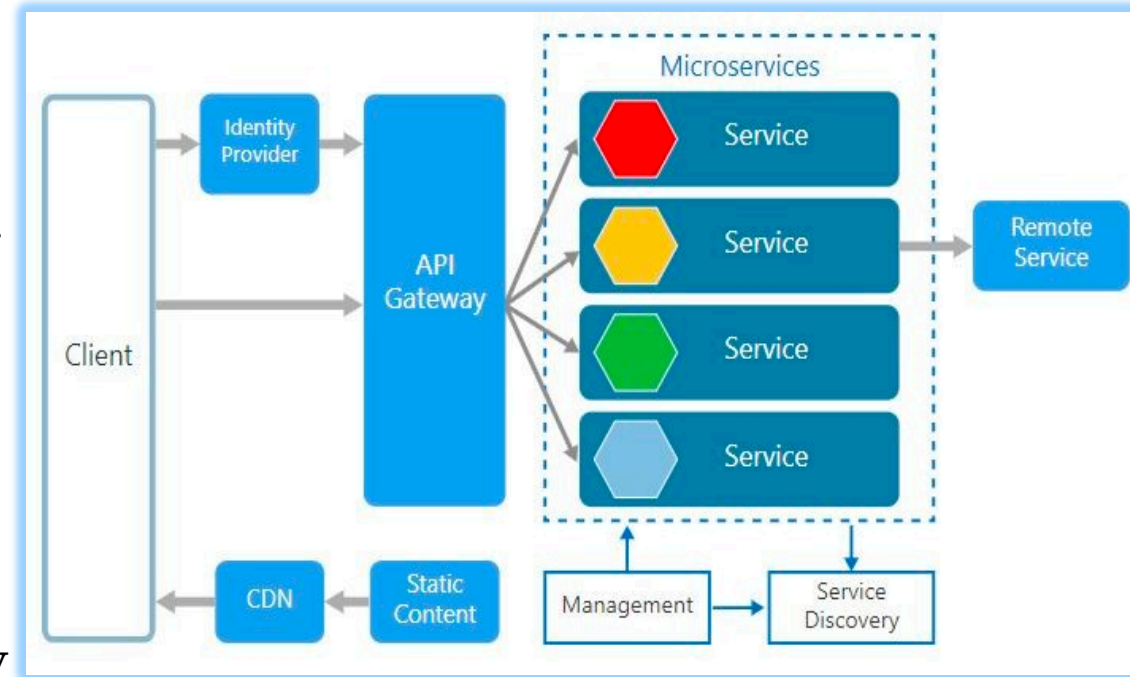 Microservices
Identity
Provider
Service
Service
Remote
Service
API
Gateway
Client
Service
Service
CDN
Static
Content
Management
Service
Discovery
y